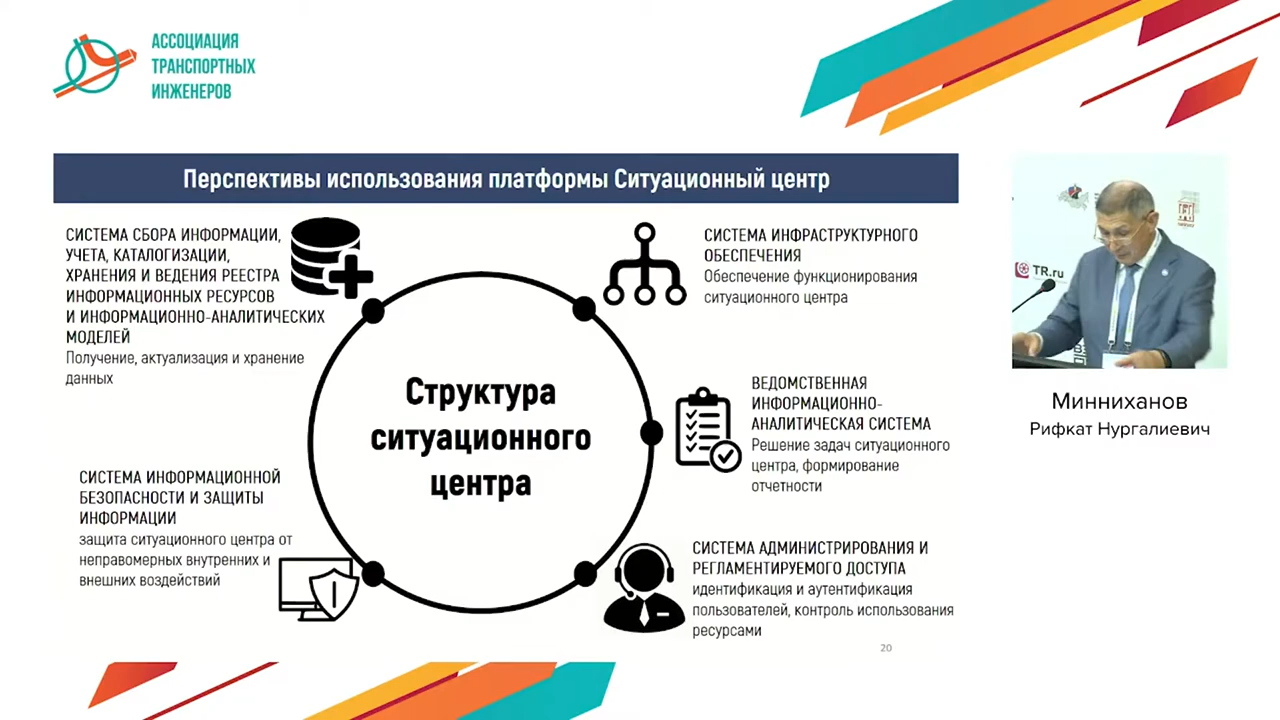 АССОЦИАЦИЯ
ТРАНСПОРТНЫХ
ИНЖЕНЕРОВ
Перспективы использования платформы Ситуационный центр
СИСТЕМА СБОРА ИНФОРМАЦИИ,
УЧЕТА, КАТАЛОГИЗАЦИИ,
ХРАНЕНИЯ И ВЕДЕНИЯ РЕЕСТРА
ИНФОРМАЦИОННЫХ РЕСУРСОВ
И ИНФОРМАЦИОННО-АНАЛИТИЧЕСКИХ
МОДЕЛЕЙ
Получение, актуализация и хранение
данных
СИСТЕМА ИНФОРМАЦИОННОЙ
БЕЗОПАСНОСТИ И ЗАЩИТЫ
ИНФОРМАЦИИ
защита ситуационного центра от
неправомерных внутренних и
внешних воздействий
Структура
ситуационного
центра
СИСТЕМА ИНФРАСТРУКТУРНОГО
ОБЕСПЕЧЕНИЯ
Обеспечение функционирования
ситуационного центра
ВЕДОМСТВЕННАЯ
ИНФОРМАЦИОННО-
АНАЛИТИЧЕСКАЯ СИСТЕМА
Решение задач ситуационного
центра, формирование
отчетности
СИСТЕМА АДМИНИСТРИРОВАНИЯ И
РЕГЛАМЕНТИРУЕМОГО ДОСТУПА
идентификация и аутентификация
пользователей, контроль использования
ресурсами
20
TR.ru
Минниханов
Рифкат Нургалиевич